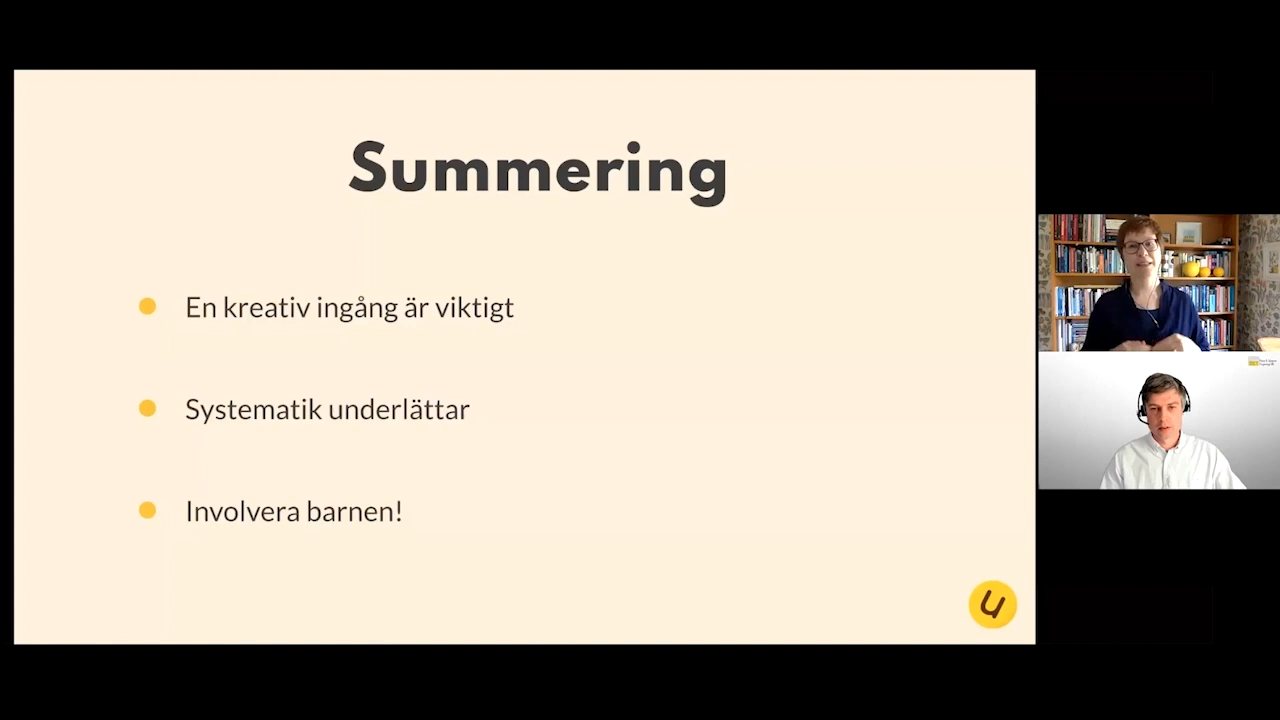 Summering
En kreativ ingång är viktigt
Systematik underlättar
Involvera barnen!
u